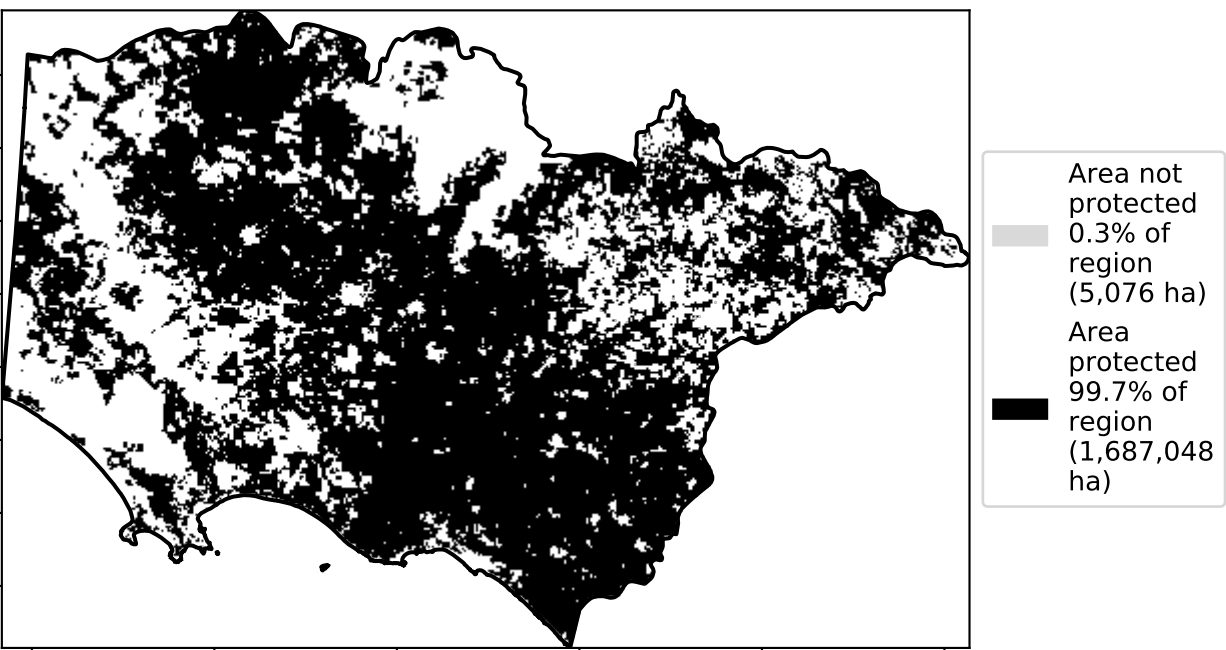 Area not
protected
0.3% of
region
(5,076 ha)
Area
protected
99.7% of
region
(1,687,048
ha)